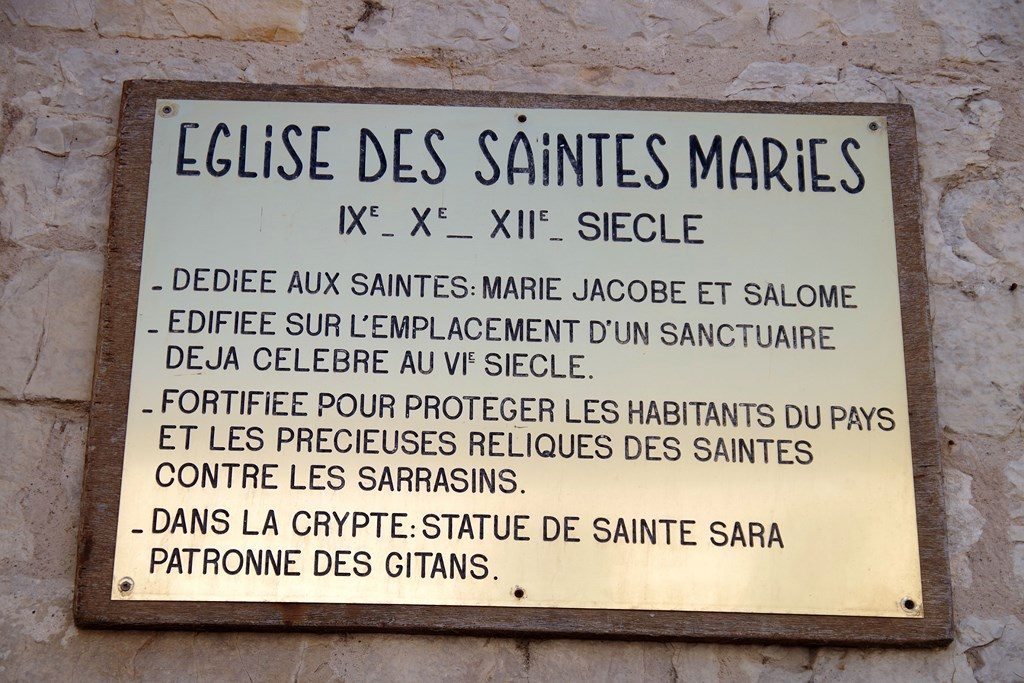 EGLiSE DES SAiNTES MARiES
IXᴱ_ Xᴱ_ XIIᴱ_ SIECLE
_ DEDIEE AUX SAINTES: MARIE JACOBE ET SALOME
_ EDIFIEE SUR L'EMPLACEMENT D'UN SANCTUAIRE
DEJA CELEBRE AU VIᴱ SIECLE.
_ FORTIFIEE POUR PROTEGER LES HABITANTS DU PAYS
ET LES PRECIEUSES RELIQUES DES SAINTES
CONTRE LES SARRASINS.
_ DANS LA CRYPTE: STATUE DE SAINTE SARA
PATRONNE DES GITANS.